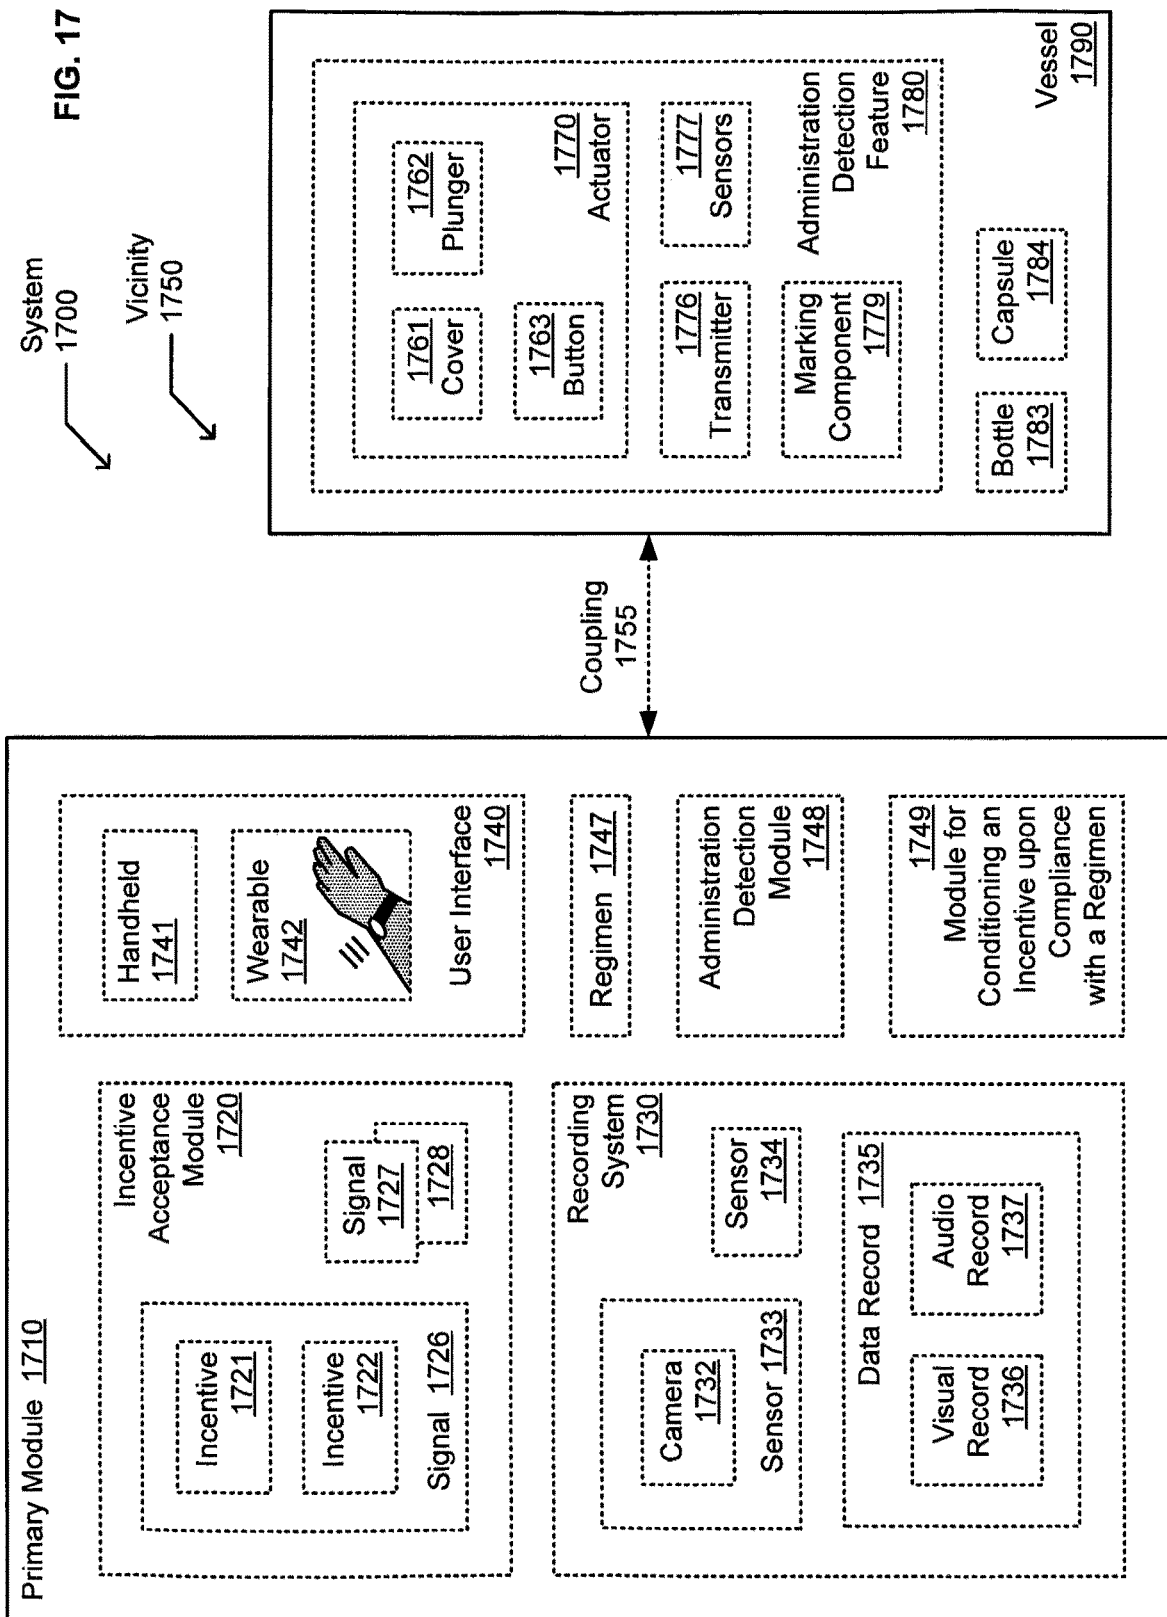 FIG. 17
System
1700
Vicinity
1750
Primary Module 1710
Incentive
Acceptance
Module
1720
Incentive
1721
Incentive
1722
Signal 1726
Signal
1727
1728
Recording
System
1730
Camera
1732
Sensor 1733
Sensor
1734
Data Record 1735
Visual
Record
1736
Audio
Record
1737
Handheld
1741
Wearable
1742
User Interface
1740
Regimen 1747
Administration
Detection
Module
1748
1749
Module for
Conditioning an
Incentive upon
Compliance
with a Regimen
Coupling
1755
1761
Cover
1762
Plunger
1763
Button
1770
Actuator
1776
Transmitter
1777
Sensors
Marking
Component
1779
Administration
Detection
Feature
1780
Bottle
1783
Capsule
1784
Vessel
1790